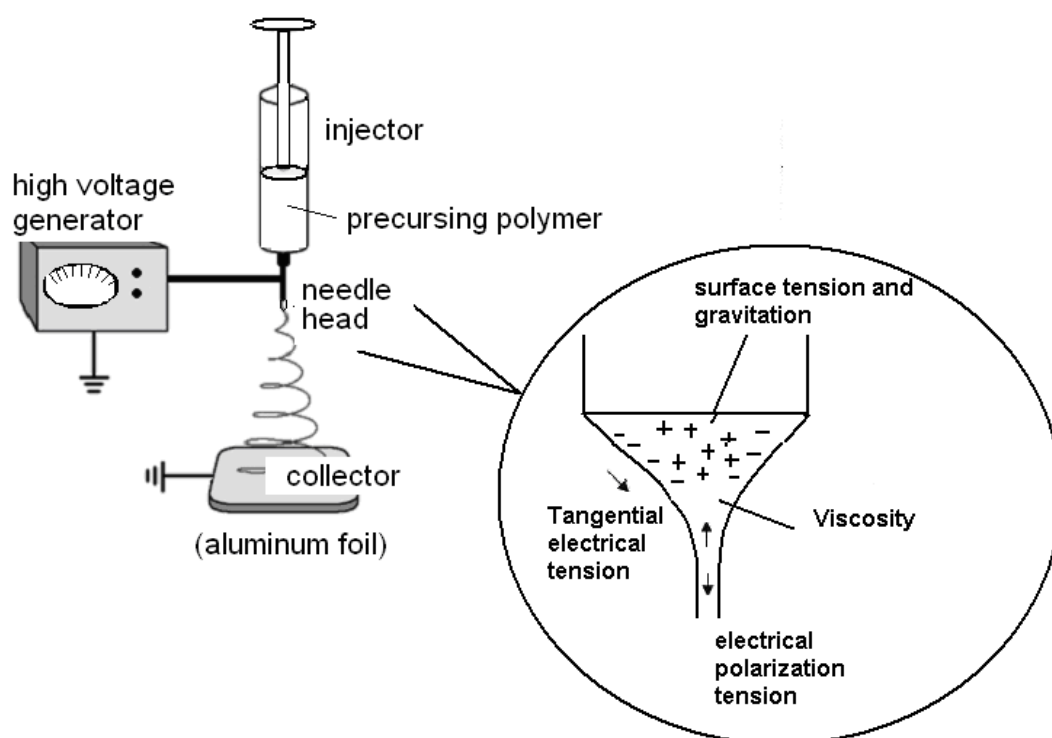 injector
high voltage
generator
precursing polymer
needle
head
collector
(aluminum foil)
surface tension and
gravitation
Tangential
electrical
tension
Viscosity
electrical
polarization
tension